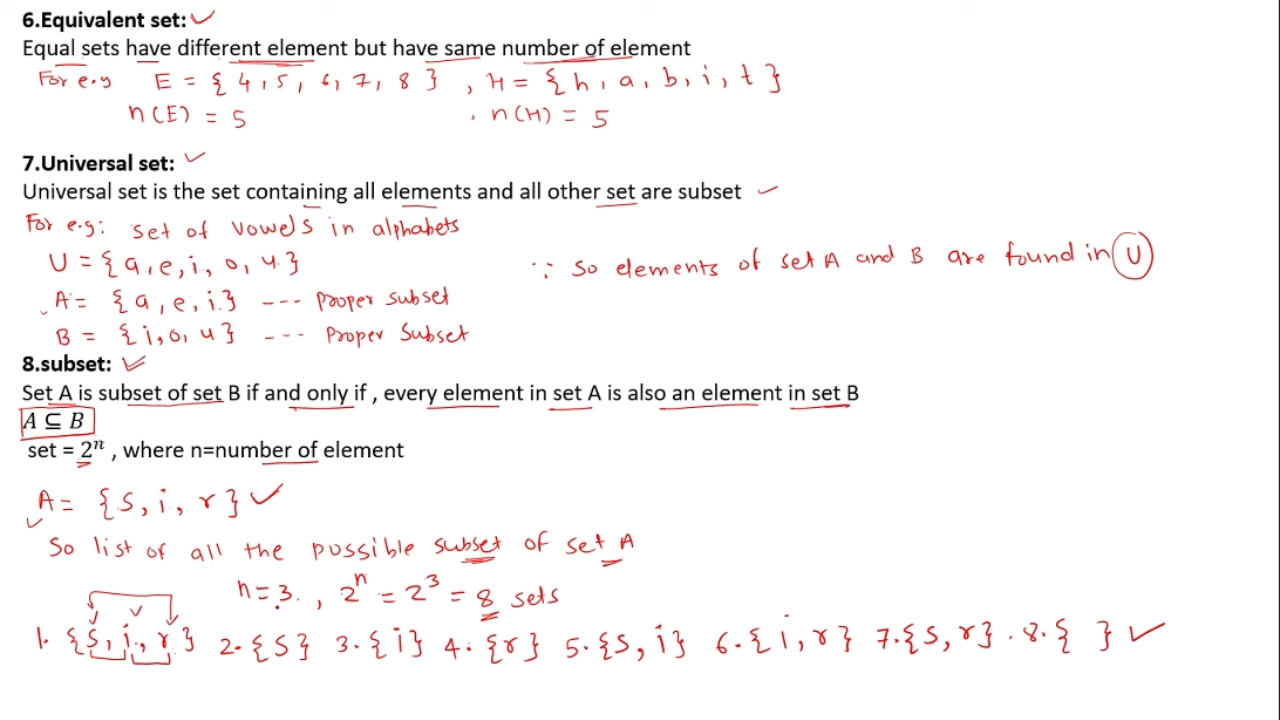 6.Equivalent set:
Equal sets have different element but have same number of element
For e.g E = { 4, 5, 6, 7, 8 } , H = { h, a, b, i, t }
n(E) = 5 , n(H) = 5
7.Universal set:
Universal set is the set containing all elements and all other set are subset
For e.g: set of vowels in alphabets
U = { a, e, i, o, u }
∵ so elements of set A and B are found in U
A = { a, e, i } --- proper subset
B = { i, o, u } --- Proper Subset
8.subset:
Set A is subset of set B if and only if , every element in set A is also an element in set B
A ⊆ B
set = 2ⁿ , where n=number of element
A = { s, i, r }
So list of all the possible subset of set A
n = 3 , 2ⁿ = 2³ = 8 sets
1. { s, i, r } 2. { s } 3. { i } 4. { r } 5. { s, i } 6. { i, r } 7. { s, r } . 8. { }